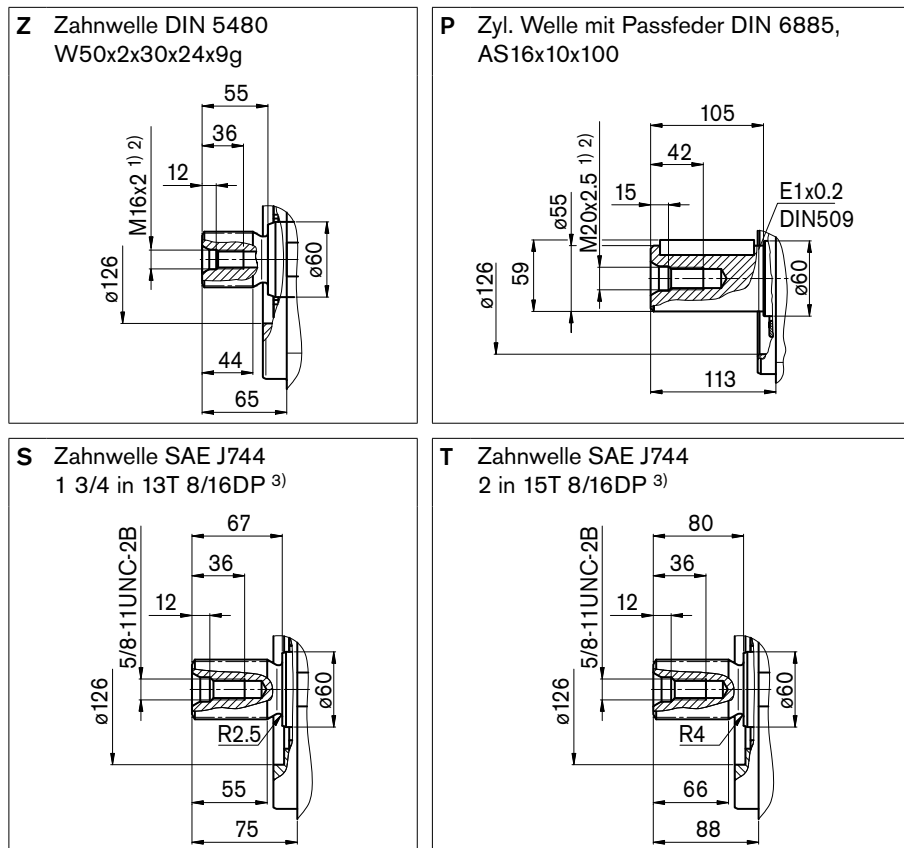 Z Zahnwelle DIN 5480
W50x2x30x24x9g
55
36
12
M16x2 1) 2)
ø126
ø60
44
65
P Zyl. Welle mit Passfeder DIN 6885,
AS16x10x100
105
42
15
M20x2.5 1) 2)
ø55
59
ø126
E1x0.2
DIN509
ø60
113
S Zahnwelle SAE J744
1 3/4 in 13T 8/16DP 3)
67
36
12
5/8-11UNC-2B
ø126
ø60
R2.5
55
75
T Zahnwelle SAE J744
2 in 15T 8/16DP 3)
80
36
12
5/8-11UNC-2B
ø126
ø60
R4
66
88